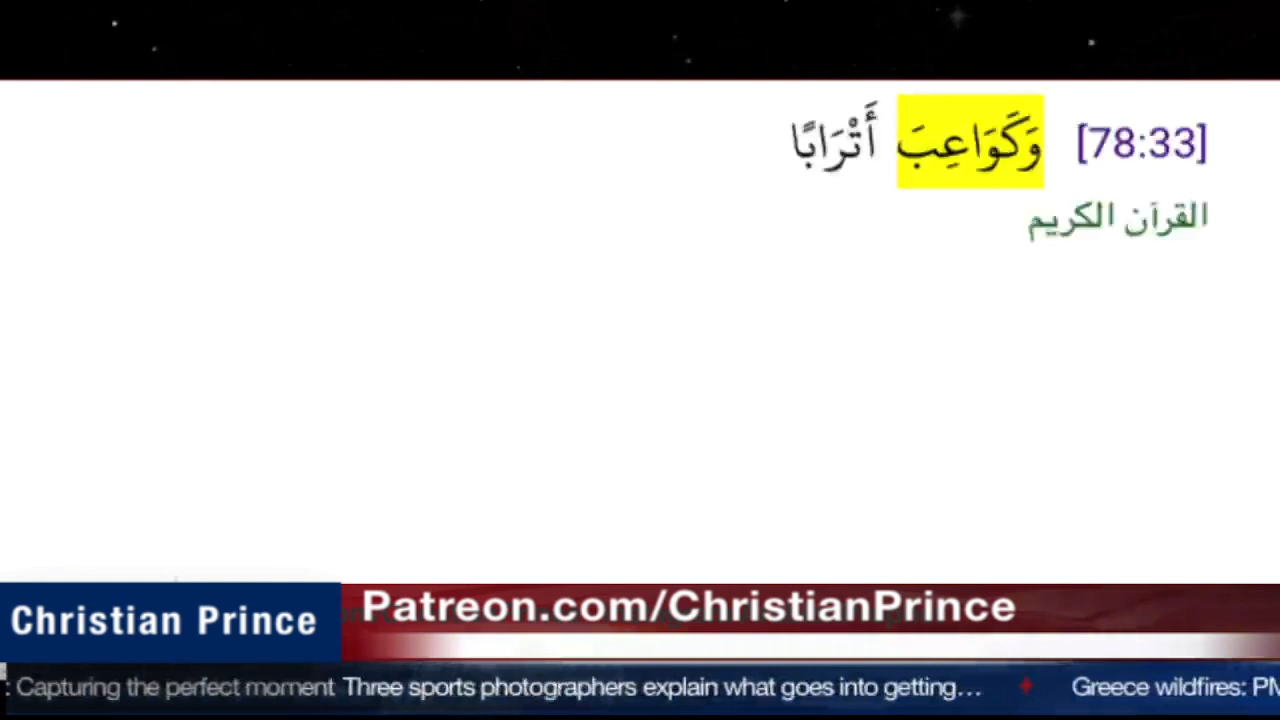 [78:33] وَكَوَاعِبَ أَتْرَابًا
القرآن الكريم
Patreon.com/ChristianPrince
Christian Prince
: Capturing the perfect moment Three sports photographers explain what goes into getting... Greece wildfires: PM